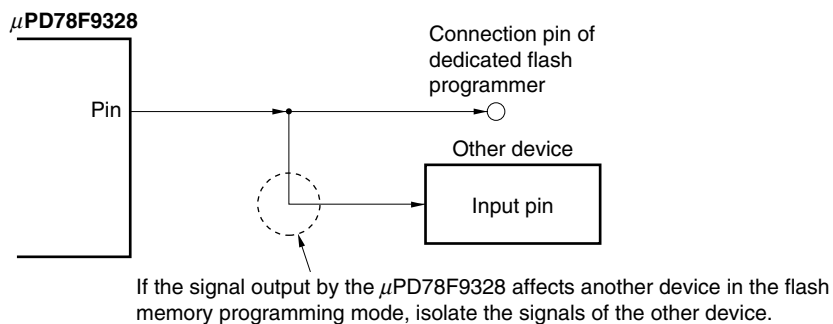 μPD78F9328
Connection pin of
dedicated flash
programmer
Pin
Other device
Input pin
If the signal output by the μPD78F9328 affects another device in the flash
memory programming mode, isolate the signals of the other device.